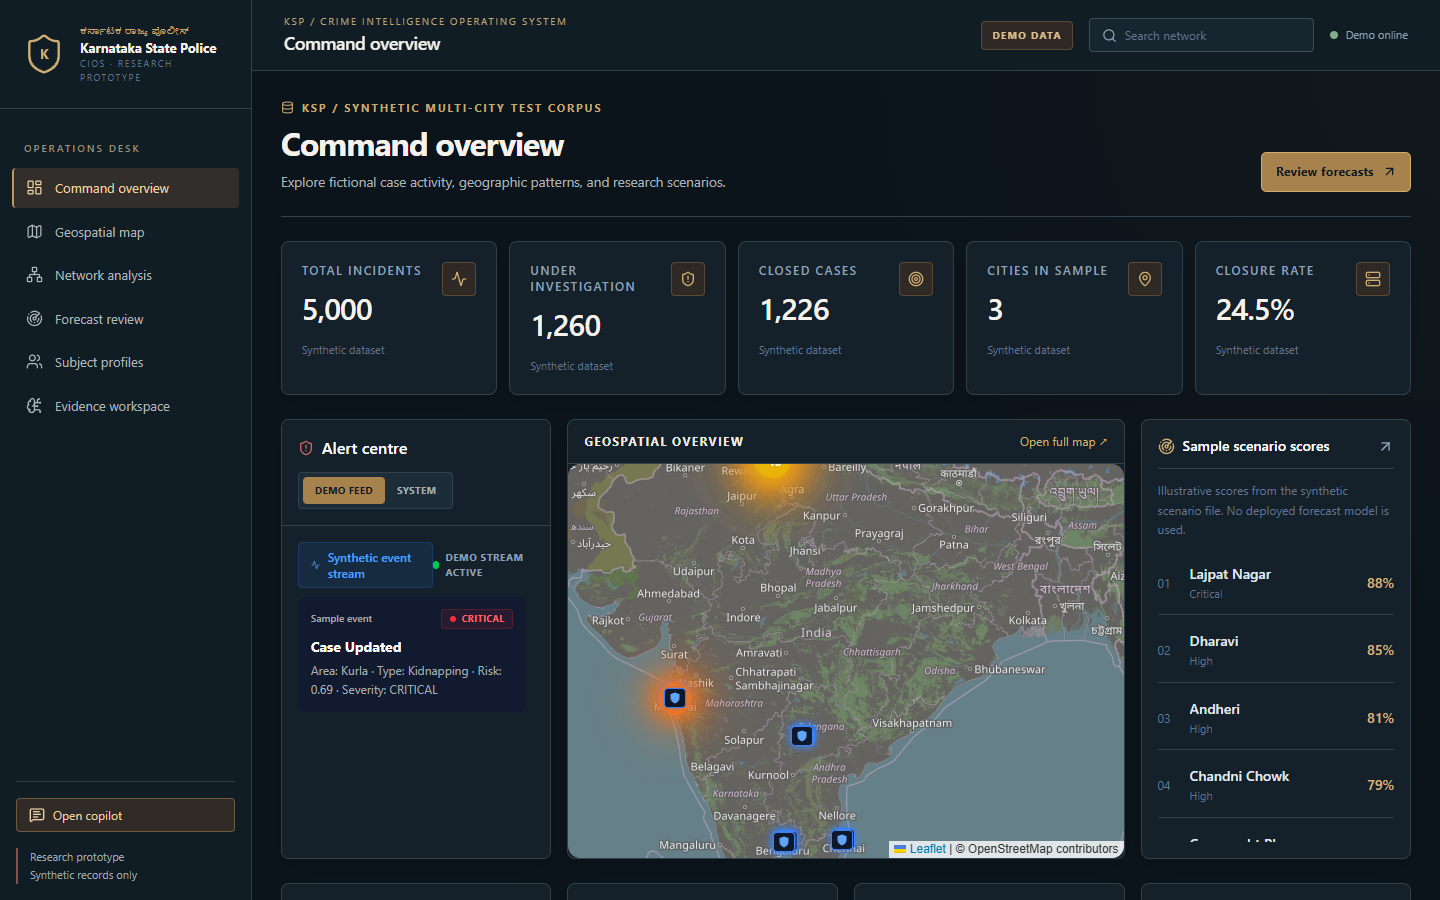 ಕರ್ನಾಟಕ ರಾಜ್ಯ ಪೊಲೀಸ್
K
Karnataka State Police
CIOS · RESEARCH
PROTOTYPE
OPERATIONS DESK
Command overview
Geospatial map
Network analysis
Forecast review
Subject profiles
Evidence workspace
Open copilot
Research prototype
Synthetic records only
KSP / CRIME INTELLIGENCE OPERATING SYSTEM
Command overview
DEMO DATA
Search network
Demo online
KSP / SYNTHETIC MULTI-CITY TEST CORPUS
Command overview
Explore fictional case activity, geographic patterns, and research scenarios.
Review forecasts
TOTAL INCIDENTS
5,000
Synthetic dataset
UNDER
INVESTIGATION
1,260
Synthetic dataset
CLOSED CASES
1,226
Synthetic dataset
CITIES IN SAMPLE
3
Synthetic dataset
CLOSURE RATE
24.5%
Synthetic dataset
Alert centre
DEMO FEED
SYSTEM
Synthetic event
stream
DEMO STREAM
ACTIVE
Sample event
CRITICAL
Case Updated
Area: Kurla · Type: Kidnapping · Risk:
0.69 · Severity: CRITICAL
GEOSPATIAL OVERVIEW
Open full map ↗
Bikaner
Bareilly
नेपाल
काठमाडौं
Jaipur
Agra
Uttar Pradesh
Gorakhpur
Rajasthan
Kanpur
Siliguri
Assam
Bihar
Prayagraj
Kota
Jhansi
Patna
রংপুর
সিলেট
سکھر
حیدرآباد
Udaipur
Madhya
Pradesh
West Bengal
Bhopal
Jharkhand
বাংলাদেশ
Ahmedabad
Jabalpur
Jamshedpur
খুলনা
Rajkot
Gujarat
Indore
Kolkata
চট্টগ্রাম
India
Surat
Amravati
Chhattisgarh
Chhatrapati
Sambhajinagar
Odisha
Bhubaneswar
Maharashtra
Visakhapatnam
Solapur
Belagavi
Kurnool
Andhra
Pradesh
Karnataka
Davanagere
Nellore
Mangaluru
Leaflet | © OpenStreetMap contributors
Sample scenario scores
Illustrative scores from the synthetic
scenario file. No deployed forecast model is
used.
01 Lajpat Nagar 88%
Critical
02 Dharavi 85%
High
03 Andheri 81%
High
04 Chandni Chowk 79%
High